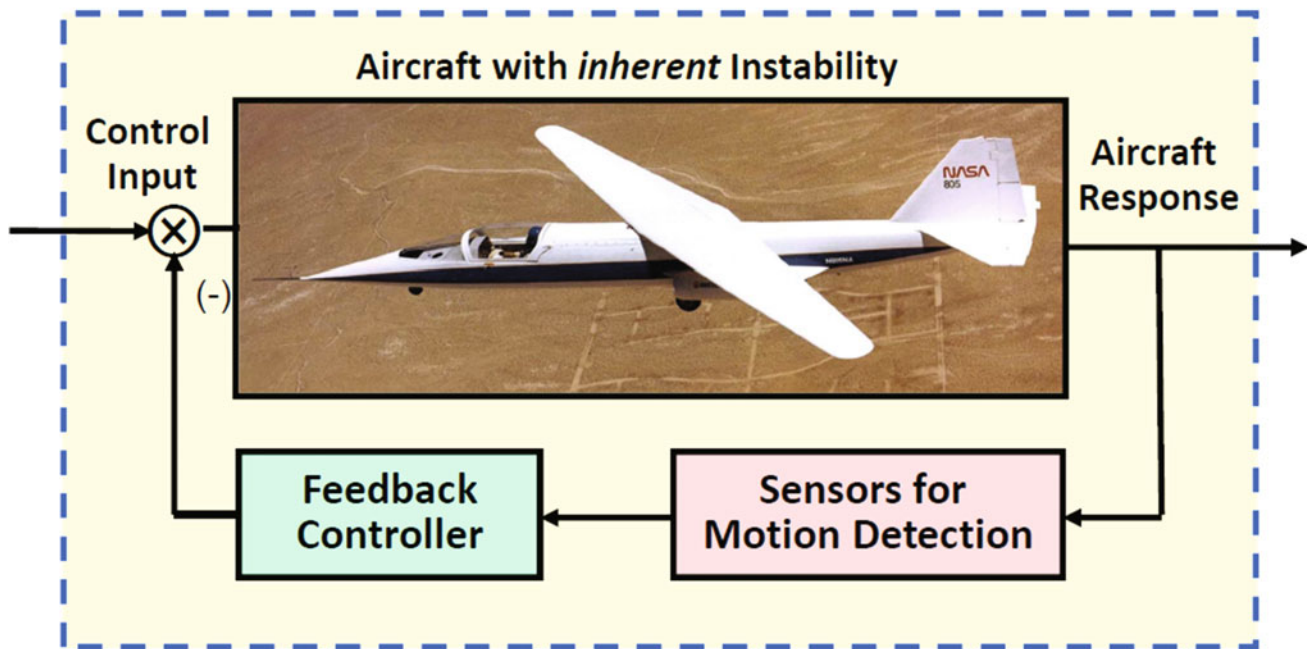 Aircraft with inherent Instability
Control
Input
Aircraft
Response
NASA
805
(-)
Feedback
Controller
Sensors for
Motion Detection